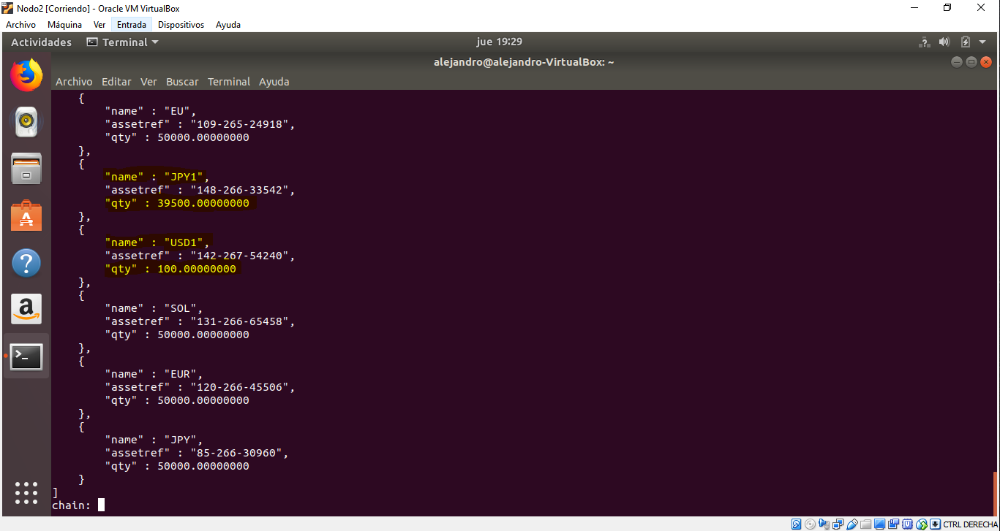 Nodo2 [Corriendo] - Oracle VM VirtualBox
Archivo Máquina Ver Entrada Dispositivos Ayuda
Actividades Terminal jue 19:29
alejandro@alejandro-VirtualBox: ~
Archivo Editar Ver Buscar Terminal Ayuda
{
"name" : "EU",
"assetref" : "109-265-24918",
"qty" : 50000.00000000
},
{
"name" : "JPY1",
"assetref" : "148-266-33542",
"qty" : 39500.00000000
},
{
"name" : "USD1",
"assetref" : "142-267-54240",
"qty" : 100.00000000
},
{
"name" : "SOL",
"assetref" : "131-266-65458",
"qty" : 50000.00000000
},
{
"name" : "EUR",
"assetref" : "120-266-45506",
"qty" : 50000.00000000
},
{
"name" : "JPY",
"assetref" : "85-266-30960",
"qty" : 50000.00000000
}
]
chain:
CTRL DERECHA